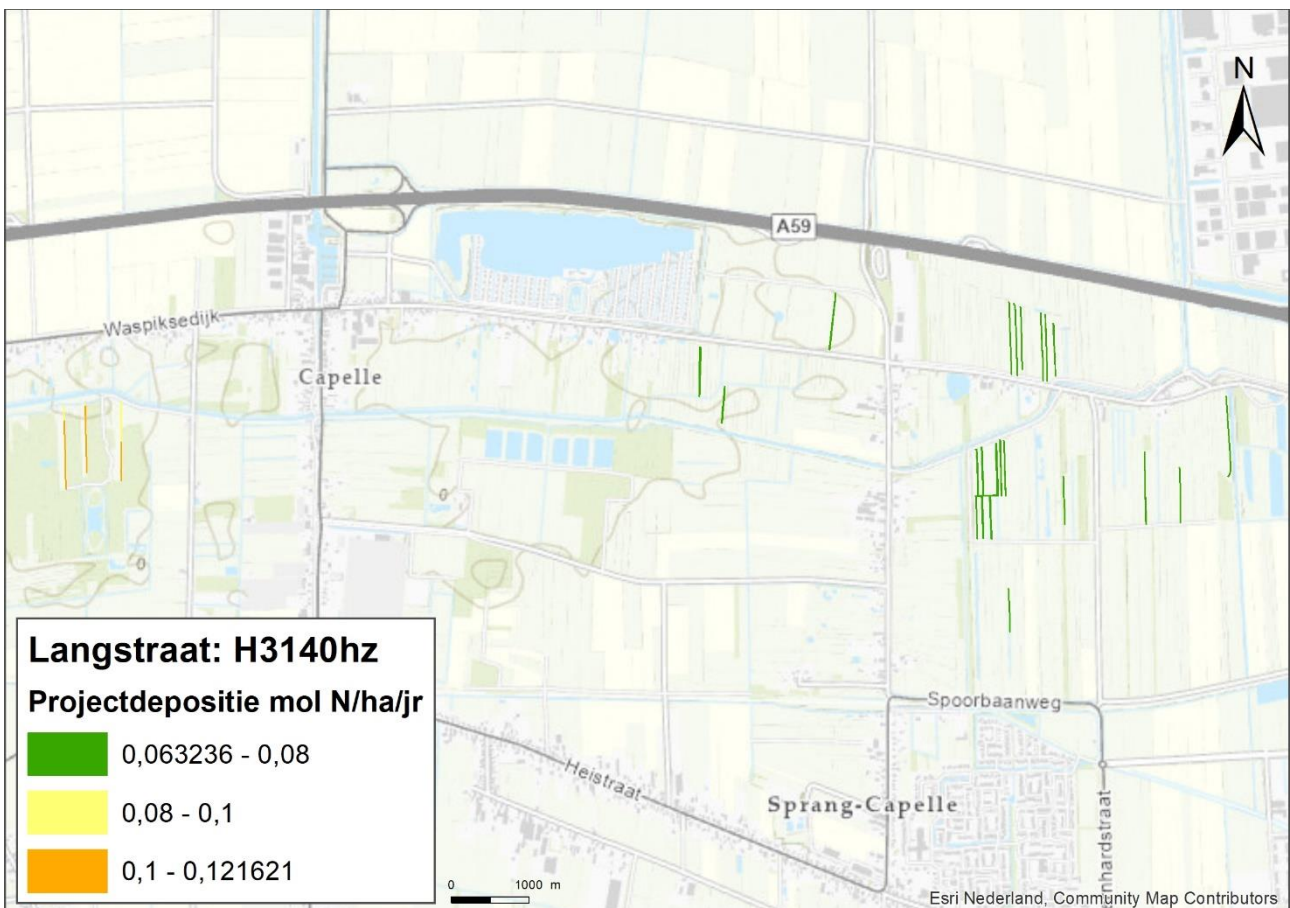 N
A59
Waspiksedijk
Capelle
0
0
Langstraat: H3140hz
Projectdepositie mol N/ha/jr
0,063236 - 0,08
0,08 - 0,1
0,1 - 0,121621
Spoorbaanweg
Heistraat
Sprang-Capelle
nhardstraat
0 1000 m
Esri Nederland, Community Map Contributors